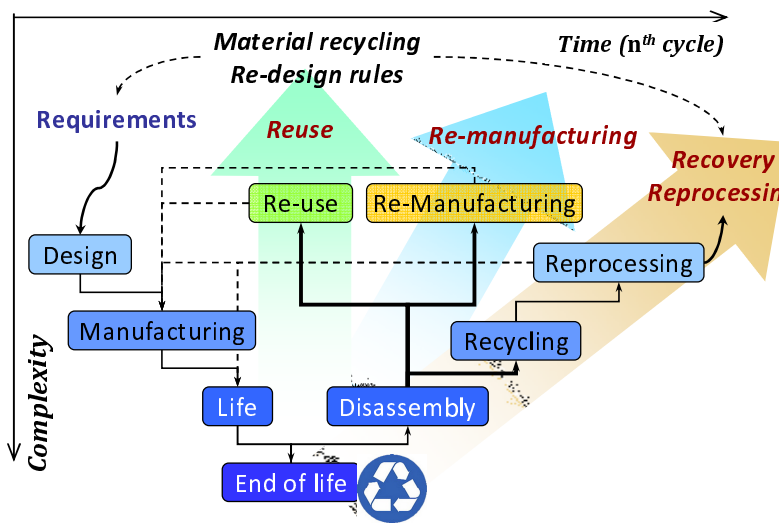 Material recycling
Re-design rules
Time (nth cycle)
Requirements
Reuse
Re-manufacturing
Recovery
Reprocessin
Re-use
Re-Manufacturing
Design
Reprocessing
Manufacturing
Recycling
Complexity
Life
Disassembly
End of life